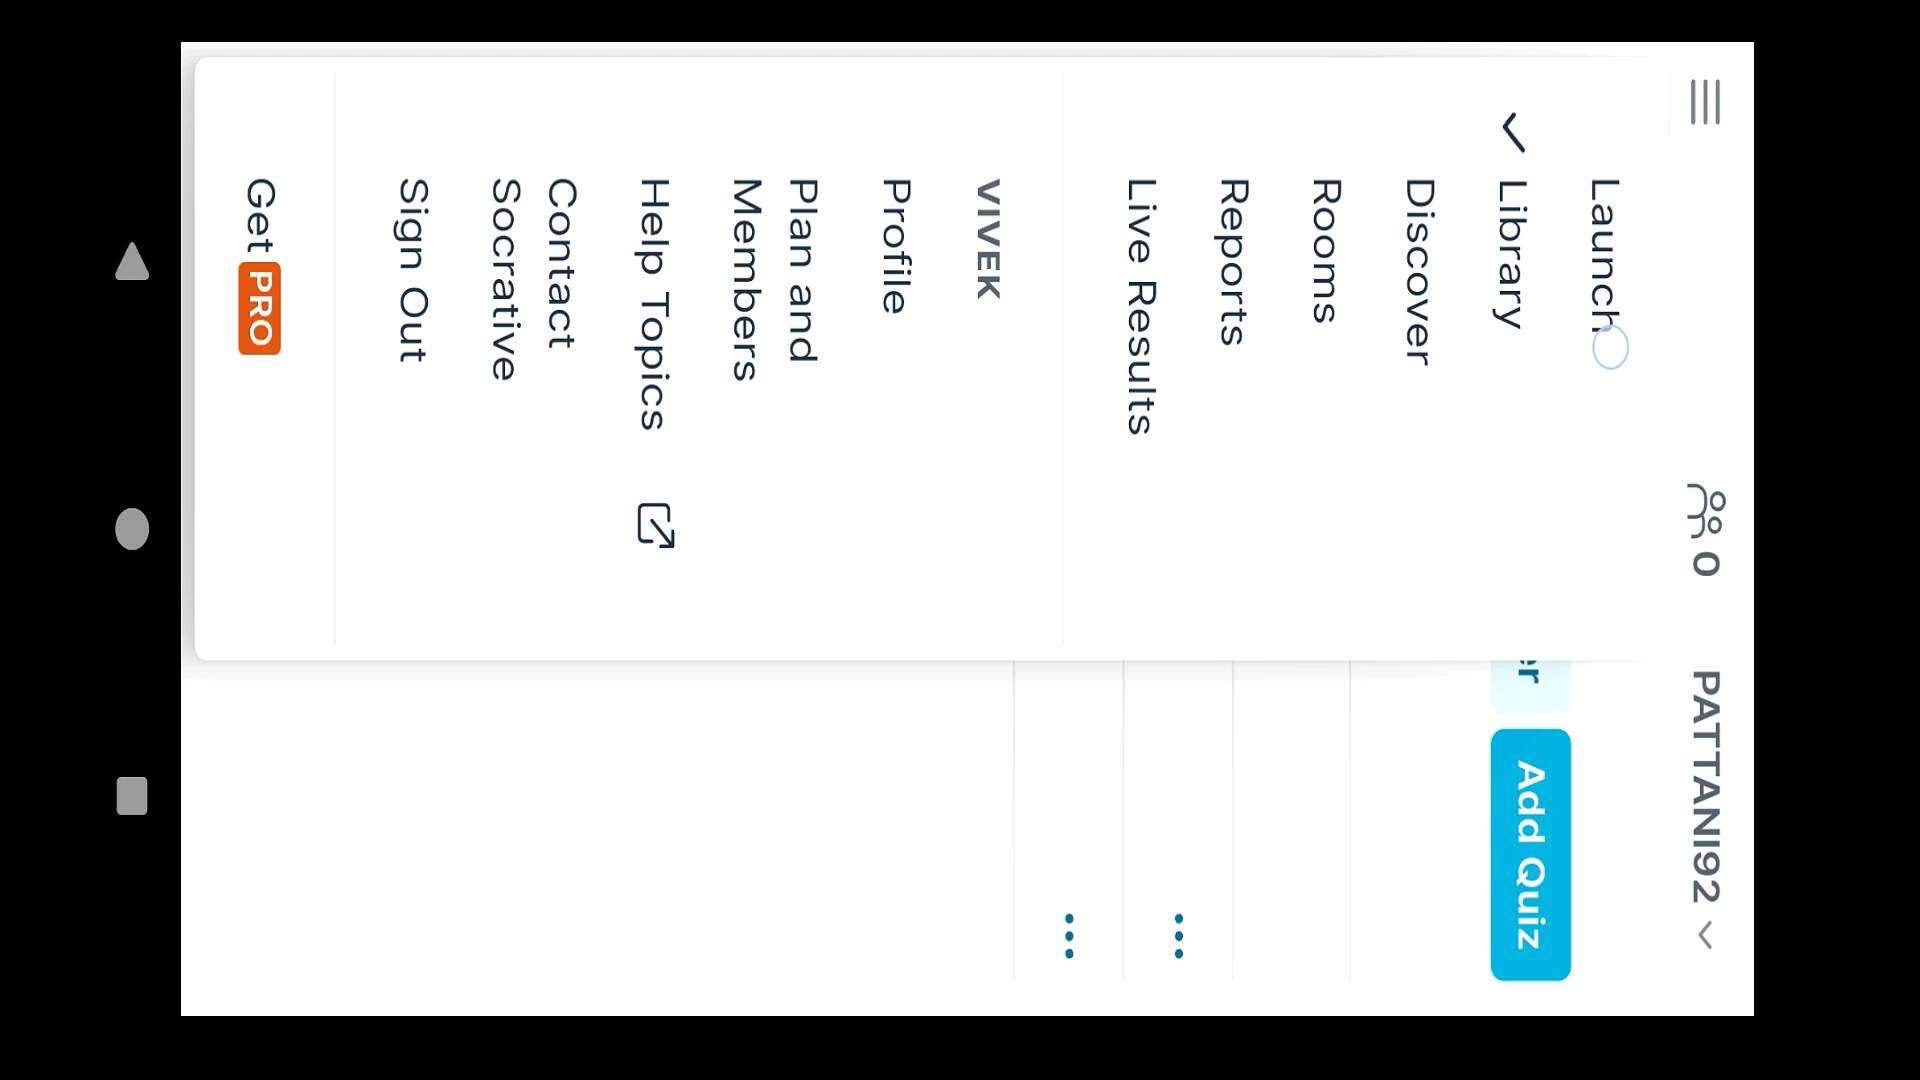 0
PATTANI92
Launch
Library
Discover
Rooms
Reports
Live Results
VIVEK
Profile
Plan and
Members
Help Topics
Contact
Socrative
Sign Out
Get PRO
er
Add Quiz